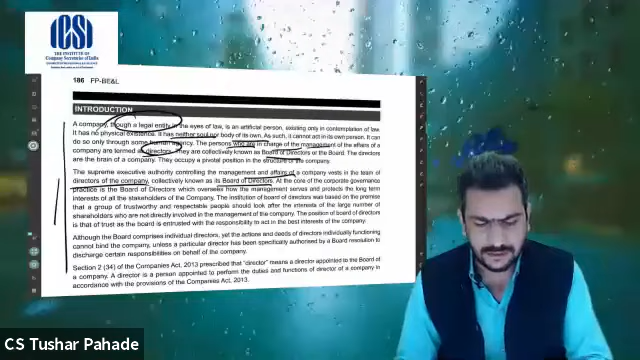 ICSI
THE INSTITUTE OF
Company Secretaries of India
186 FP-BE&L
INTRODUCTION
A company, though a legal entity in the eyes of law, is an artificial person, existing only in contemplation of law.
It has no physical existence. It has neither soul nor body of its own. As such, it cannot act in its own person. It can
do so only through some human agency. The persons who are in charge of the management of the affairs of a
company are termed as directors. They are collectively known as Board of Directors or the Board. The directors
are the brain of a company. They occupy a pivotal position in the structure of the company.
The supreme executive authority controlling the management and affairs of a company vests in the team of
directors of the company, collectively known as its Board of Directors. At the core of the corporate governance
practice is the Board of Directors which oversees how the management serves and protects the long term
interests of all the stakeholders of the Company. The institution of board of directors was based on the premise
that a group of trustworthy and respectable people should look after the interests of the large number of
shareholders who are not directly involved in the management of the company. The position of board of directors
is that of trust as the board is entrusted with the responsibility to act in the best interests of the company.
Although the Board comprises individual directors, yet the actions and deeds of directors individually functioning
cannot bind the company, unless a particular director has been specifically authorised by a Board resolution to
discharge certain responsibilities on behalf of the company.
Section 2 (34) of the Companies Act, 2013 prescribed that "director" means a director appointed to the Board of
a company. A director is a person appointed to perform the duties and functions of director of a company in
accordance with the provisions of the Companies Act, 2013.
CS Tushar Pahade